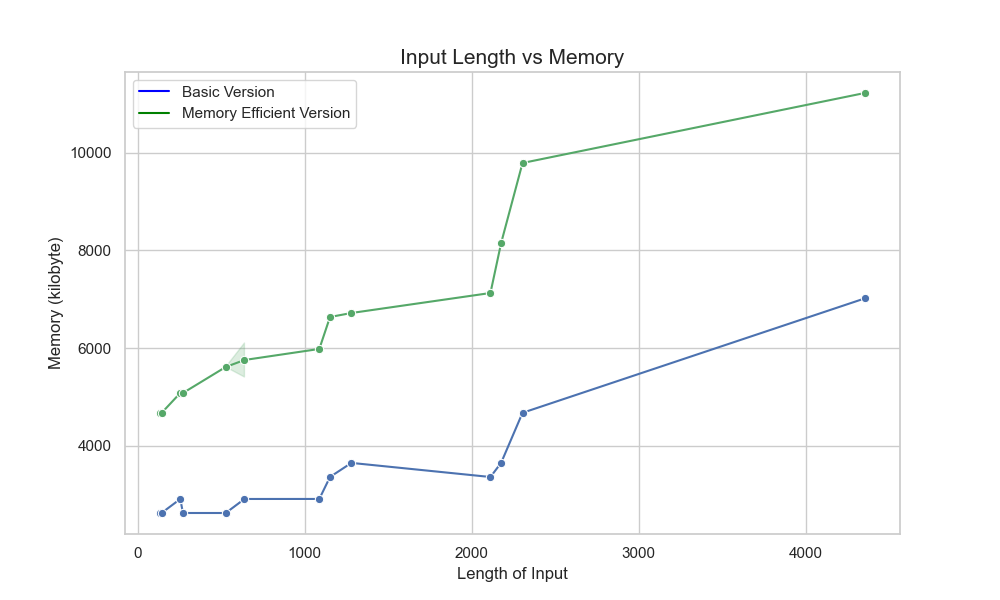 Input Length vs Memory
Basic Version
Memory Efficient Version
10000
8000
6000
4000
Memory (kilobyte)
0 1000 2000 3000 4000
Length of Input